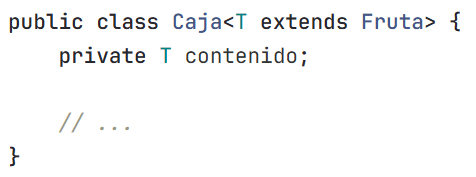 public class Caja<T extends Fruta> {
    private T contenido;
    // ...
}